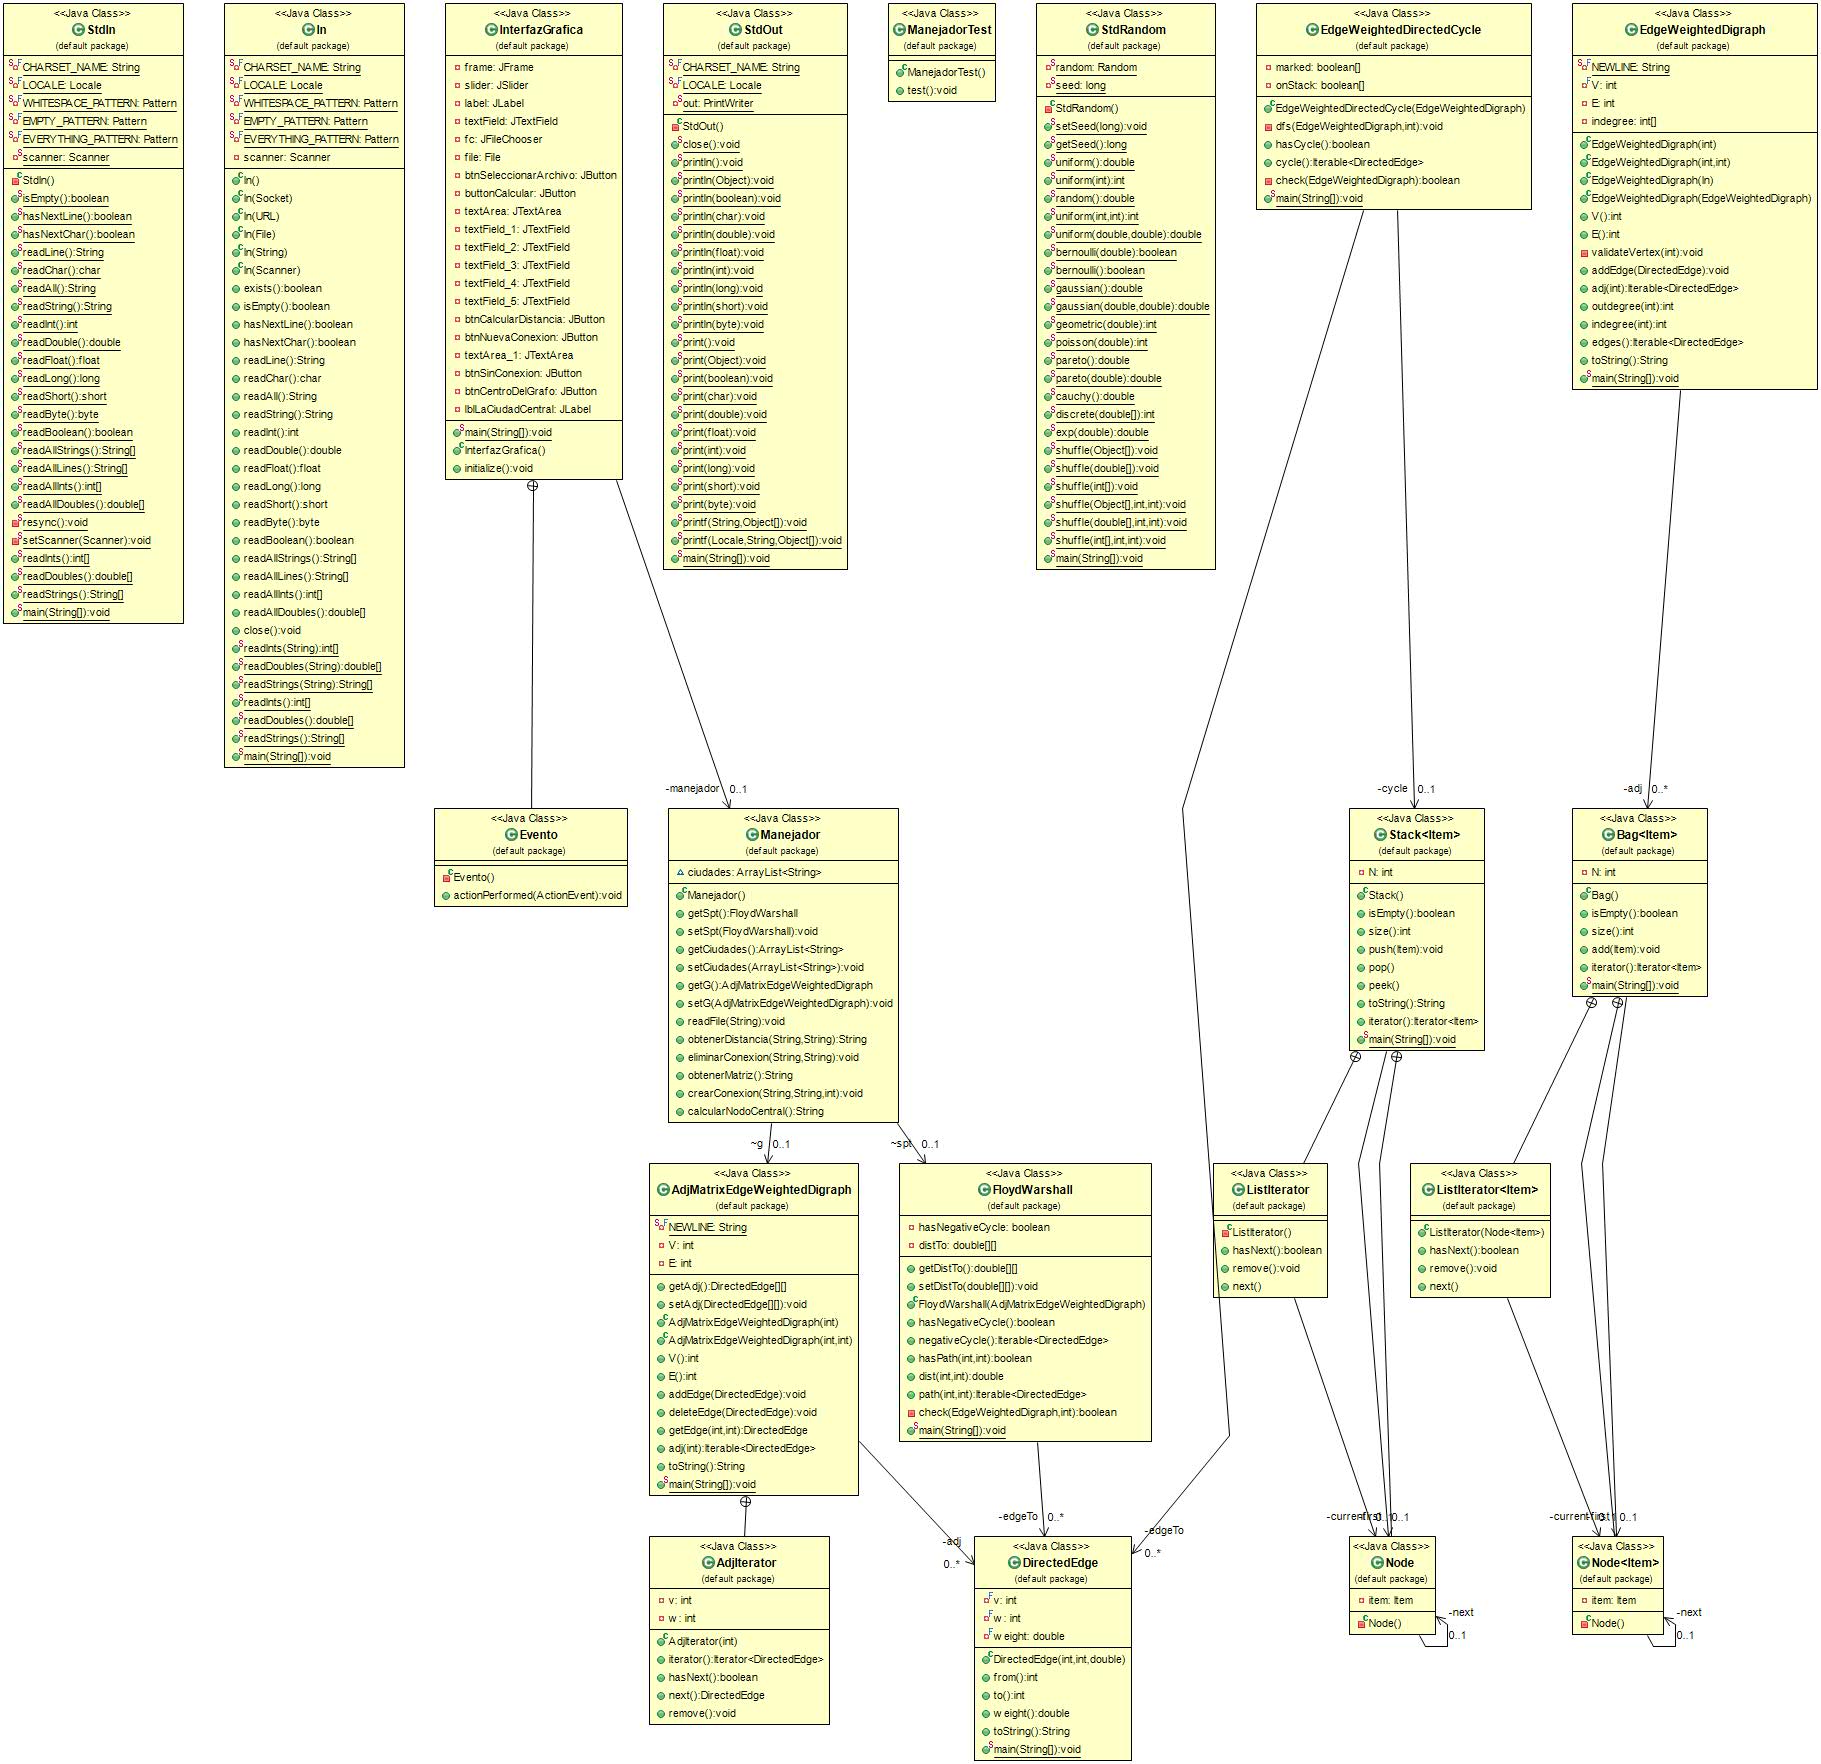 <<Java Class>>
StdIn
(default package)
CHARSET_NAME: String
LOCALE: Locale
WHITESPACE_PATTERN: Pattern
EMPTY_PATTERN: Pattern
EVERYTHING_PATTERN: Pattern
scanner: Scanner
StdIn()
isEmpty():boolean
hasNextLine():boolean
hasNextChar():boolean
readLine():String
readChar():char
readAll():String
readString():String
readInt():int
readDouble():double
readFloat():float
readLong():long
readShort():short
readByte():byte
readBoolean():boolean
readAllStrings():String[]
readAllLines():String[]
readAllInts():int[]
readAllDoubles():double[]
resync():void
setScanner(Scanner):void
readInts():int[]
readDoubles():double[]
readStrings():String[]
main(String[]):void
<<Java Class>>
In
(default package)
CHARSET_NAME: String
LOCALE: Locale
WHITESPACE_PATTERN: Pattern
EMPTY_PATTERN: Pattern
EVERYTHING_PATTERN: Pattern
scanner: Scanner
In()
In(Socket)
In(URL)
In(File)
In(String)
In(Scanner)
exists():boolean
isEmpty():boolean
hasNextLine():boolean
hasNextChar():boolean
readLine():String
readChar():char
readAll():String
readString():String
readInt():int
readDouble():double
readFloat():float
readLong():long
readShort():short
readByte():byte
readBoolean():boolean
readAllStrings():String[]
readAllLines():String[]
readAllInts():int[]
readAllDoubles():double[]
close():void
readInts(String):int[]
readDoubles(String):double[]
readStrings(String):String[]
readInts():int[]
readDoubles():double[]
readStrings():String[]
main(String[]):void
<<Java Class>>
InterfazGrafica
(default package)
frame: JFrame
slider: JSlider
label: JLabel
textField: JTextField
fc: JFileChooser
file: File
btnSeleccionarArchivo: JButton
buttonCalcular: JButton
textArea: JTextArea
textField_1: JTextField
textField_2: JTextField
textField_3: JTextField
textField_4: JTextField
textField_5: JTextField
btnCalcularDistancia: JButton
btnNuevaConexion: JButton
textArea_1: JTextArea
btnSinConexion: JButton
btnCentroDelGrafo: JButton
lblLaCiudadCentral: JLabel
main(String[]):void
InterfazGrafica()
initialize():void
<<Java Class>>
StdOut
(default package)
CHARSET_NAME: String
LOCALE: Locale
out: PrintWriter
StdOut()
close():void
println():void
println(Object):void
println(boolean):void
println(char):void
println(double):void
println(float):void
println(int):void
println(long):void
println(short):void
println(byte):void
print():void
print(Object):void
print(boolean):void
print(char):void
print(double):void
print(float):void
print(int):void
print(long):void
print(short):void
print(byte):void
printf(String,Object[]):void
printf(Locale,String,Object[]):void
main(String[]):void
<<Java Class>>
ManejadorTest
(default package)
ManejadorTest()
test():void
<<Java Class>>
StdRandom
(default package)
random: Random
seed: long
StdRandom()
setSeed(long):void
getSeed():long
uniform():double
uniform(int):int
random():double
uniform(int,int):int
uniform(double,double):double
bernoulli(double):boolean
bernoulli():boolean
gaussian():double
gaussian(double,double):double
geometric(double):int
poisson(double):int
pareto():double
pareto(double):double
cauchy():double
discrete(double[]):int
exp(double):double
shuffle(Object[]):void
shuffle(double[]):void
shuffle(int[]):void
shuffle(Object[],int,int):void
shuffle(double[],int,int):void
shuffle(int[],int,int):void
main(String[]):void
<<Java Class>>
EdgeWeightedDirectedCycle
(default package)
marked: boolean[]
onStack: boolean[]
EdgeWeightedDirectedCycle(EdgeWeightedDigraph)
dfs(EdgeWeightedDigraph,int):void
hasCycle():boolean
cycle():Iterable<DirectedEdge>
check(EdgeWeightedDigraph):boolean
main(String[]):void
<<Java Class>>
EdgeWeightedDigraph
(default package)
NEWLINE: String
V: int
E: int
indegree: int[]
EdgeWeightedDigraph(int)
EdgeWeightedDigraph(int,int)
EdgeWeightedDigraph(In)
EdgeWeightedDigraph(EdgeWeightedDigraph)
V():int
E():int
validateVertex(int):void
addEdge(DirectedEdge):void
adj(int):Iterable<DirectedEdge>
outdegree(int):int
indegree(int):int
edges():Iterable<DirectedEdge>
toString():String
main(String[]):void
-manejador 0..1
-cycle 0..1
-adj 0..*
<<Java Class>>
Evento
(default package)
Evento()
actionPerformed(ActionEvent):void
<<Java Class>>
Manejador
(default package)
ciudades: ArrayList<String>
Manejador()
getSpt():FloydWarshall
setSpt(FloydWarshall):void
getCiudades():ArrayList<String>
setCiudades(ArrayList<String>):void
getG():AdjMatrixEdgeWeightedDigraph
setG(AdjMatrixEdgeWeightedDigraph):void
readFile(String):void
obtenerDistancia(String,String):String
eliminarConexion(String,String):void
obtenerMatriz():String
crearConexion(String,String,int):void
calcularNodoCentral():String
<<Java Class>>
Stack<Item>
(default package)
N: int
Stack()
isEmpty():boolean
size():int
push(Item):void
pop()
peek()
toString():String
iterator():Iterator<Item>
main(String[]):void
<<Java Class>>
Bag<Item>
(default package)
N: int
Bag()
isEmpty():boolean
size():int
add(Item):void
iterator():Iterator<Item>
main(String[]):void
~g 0..1
~spt 0..1
<<Java Class>>
AdjMatrixEdgeWeightedDigraph
(default package)
NEWLINE: String
V: int
E: int
getAdj():DirectedEdge[][]
setAdj(DirectedEdge[][]):void
AdjMatrixEdgeWeightedDigraph(int)
AdjMatrixEdgeWeightedDigraph(int,int)
V():int
E():int
addEdge(DirectedEdge):void
deleteEdge(DirectedEdge):void
getEdge(int,int):DirectedEdge
adj(int):Iterable<DirectedEdge>
toString():String
main(String[]):void
<<Java Class>>
FloydWarshall
(default package)
hasNegativeCycle: boolean
distTo: double[][]
getDistTo():double[][]
setDistTo(double[][]):void
FloydWarshall(AdjMatrixEdgeWeightedDigraph)
hasNegativeCycle():boolean
negativeCycle():Iterable<DirectedEdge>
hasPath(int,int):boolean
dist(int,int):double
path(int,int):Iterable<DirectedEdge>
check(EdgeWeightedDigraph,int):boolean
main(String[]):void
<<Java Class>>
ListIterator
(default package)
ListIterator()
hasNext():boolean
remove():void
next()
<<Java Class>>
ListIterator<Item>
(default package)
ListIterator(Node<Item>)
hasNext():boolean
remove():void
next()
-adj
0..*
-edgeTo 0..*
-edgeTo
0..*
-current
0..1
-current
0..1
<<Java Class>>
AdjIterator
(default package)
v: int
w: int
AdjIterator(int)
iterator():Iterator<DirectedEdge>
hasNext():boolean
next():DirectedEdge
remove():void
<<Java Class>>
DirectedEdge
(default package)
v: int
w: int
weight: double
DirectedEdge(int,int,double)
from():int
to():int
weight():double
toString():String
main(String[]):void
<<Java Class>>
Node
(default package)
item: Item
Node()
-next
0..1
<<Java Class>>
Node<Item>
(default package)
item: Item
Node()
-next
0..1